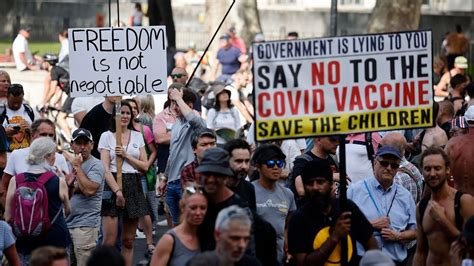 FREEDOM
is not
negotiable
GOVERNMENT IS LYING TO YOU
SAY NO TO THE
COVID VACCINE
SAVE THE CHILDREN